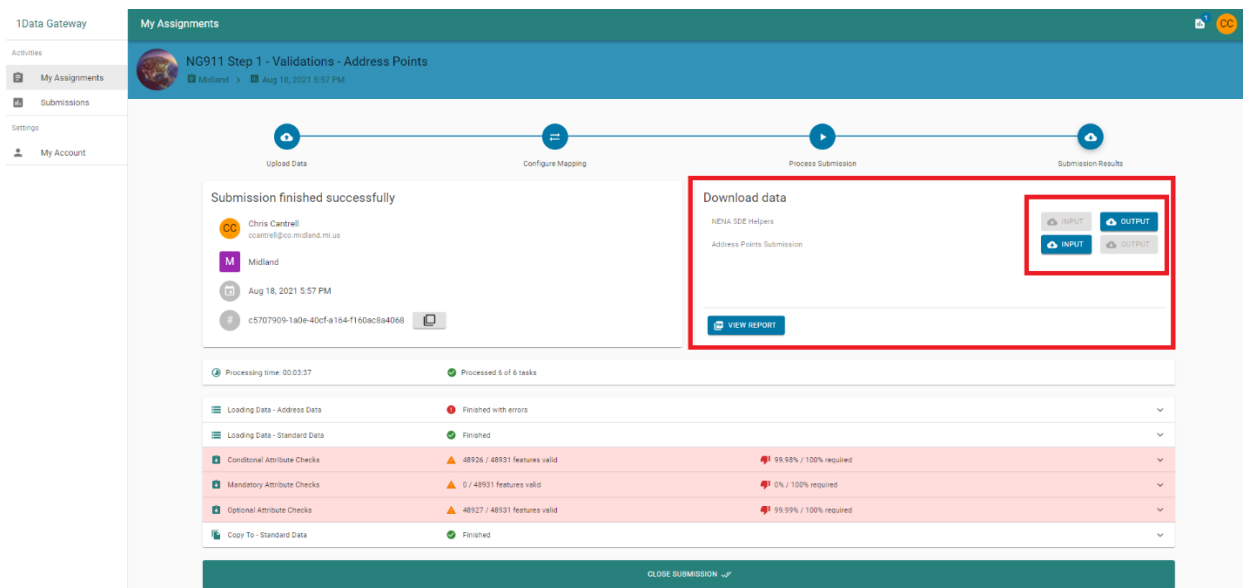 1Data Gateway
My Assignments
1
CC
Activities
My Assignments
Submissions
Settings
My Account
NG911 Step 1 - Validations - Address Points
Midland > Aug 18, 2021 5:57 PM
Upload Data
Configure Mapping
Process Submission
Submission Results
Submission finished successfully
CC
Chris Cantrell
ccantrell@co.midland.mi.us
M
Midland
Aug 18, 2021 5:57 PM
#
c5707909-1a0e-40cf-a164-f160ac8a4068
Download data
NENA SDE Helpers
INPUT
OUTPUT
Address Points Submission
INPUT
OUTPUT
VIEW REPORT
Processing time: 00:03:37
Processed 6 of 6 tasks
Loading Data - Address Data
Finished with errors
Loading Data - Standard Data
Finished
Conditonal Attribute Checks
48926 / 48931 features valid
99.98% / 100% required
Mandatory Attribute Checks
0 / 48931 features valid
0% / 100% required
Optional Attribute Checks
48927 / 48931 features valid
99.99% / 100% required
Copy To - Standard Data
Finished
CLOSE SUBMISSION